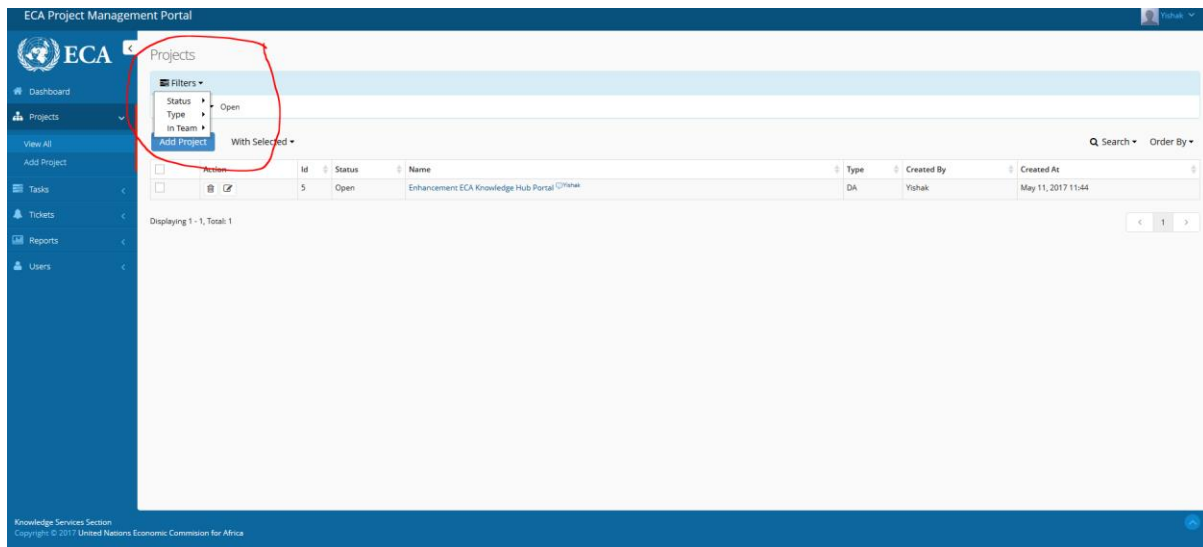 ECA Project Management Portal
Yishak
ECA
Projects
Filters
Status
Type
In Team
Open
Dashboard
Projects
View All
Add Project
Tasks
Tickets
Reports
Users
Add Project With Selected Search Order By
Action Id Status Name Type Created By Created At
5 Open Enhancement ECA Knowledge Hub Portal Yishak DA Yishak May 11, 2017 11:44
Displaying 1 - 1, Total: 1
< 1 >
Knowledge Services Section
Copyright © 2017 United Nations Economic Commision for Africa